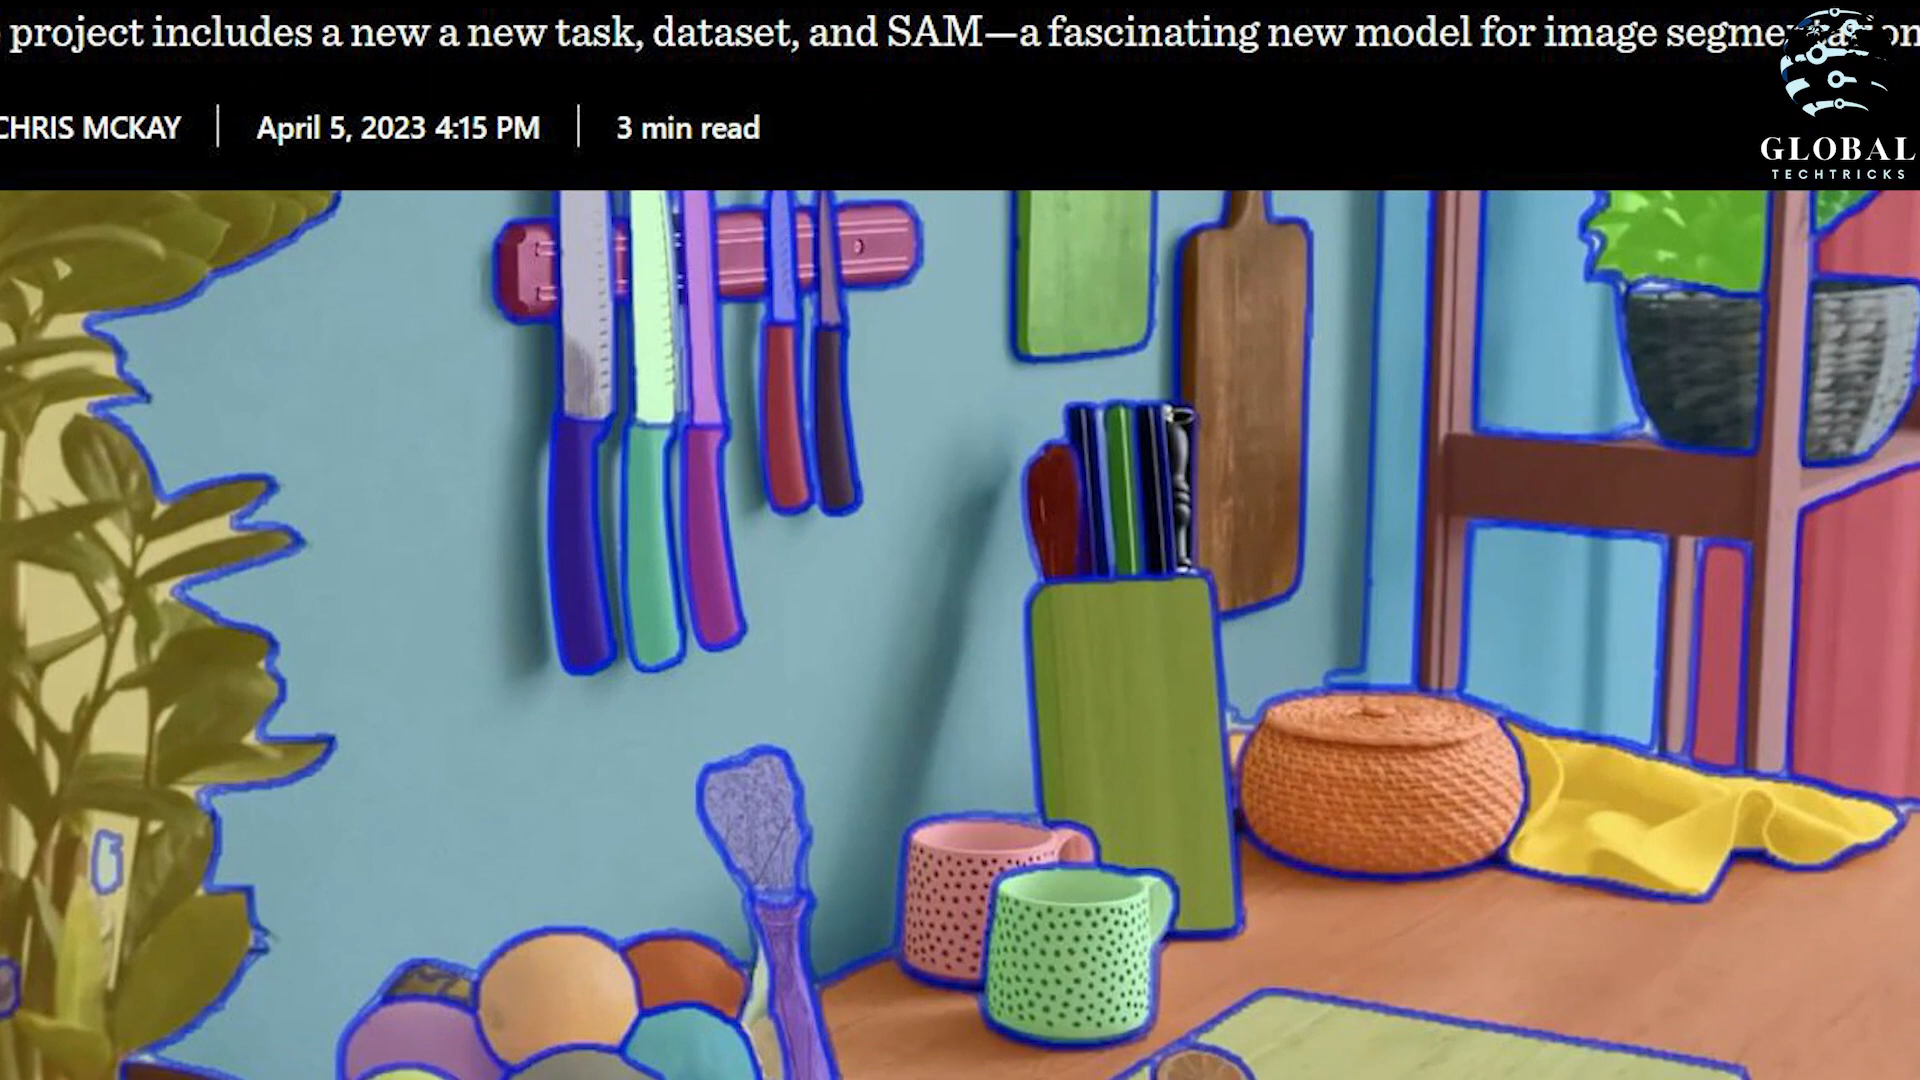 project includes a new a new task, dataset, and SAM—a fascinating new model for image segmentation
CHRIS MCKAY
April 5, 2023 4:15 PM
3 min read
GLOBAL
TECHTRICKS